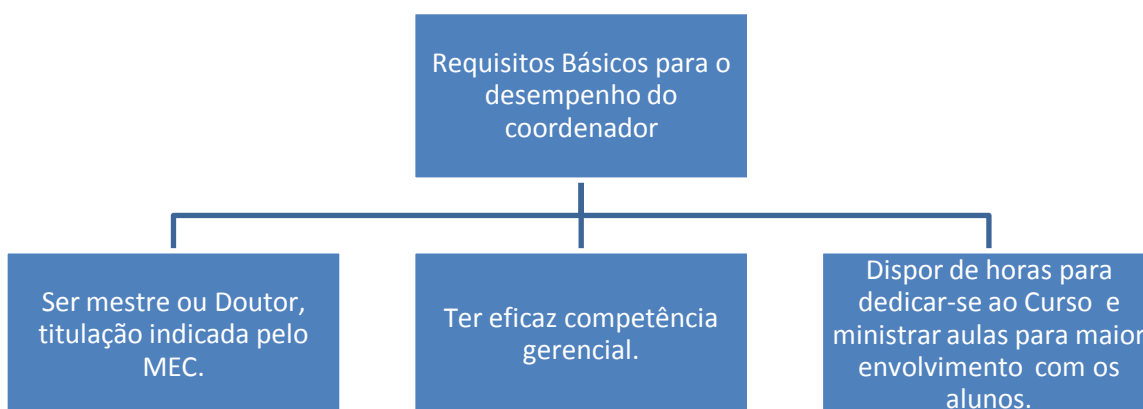 Requisitos Básicos para o
desempenho do
coordenador
Ser mestre ou Doutor,
titulação indicada pelo
MEC.
Ter eficaz competência
gerencial.
Dispor de horas para
dedicar-se ao Curso e
ministrar aulas para maior
envolvimento com os
alunos.